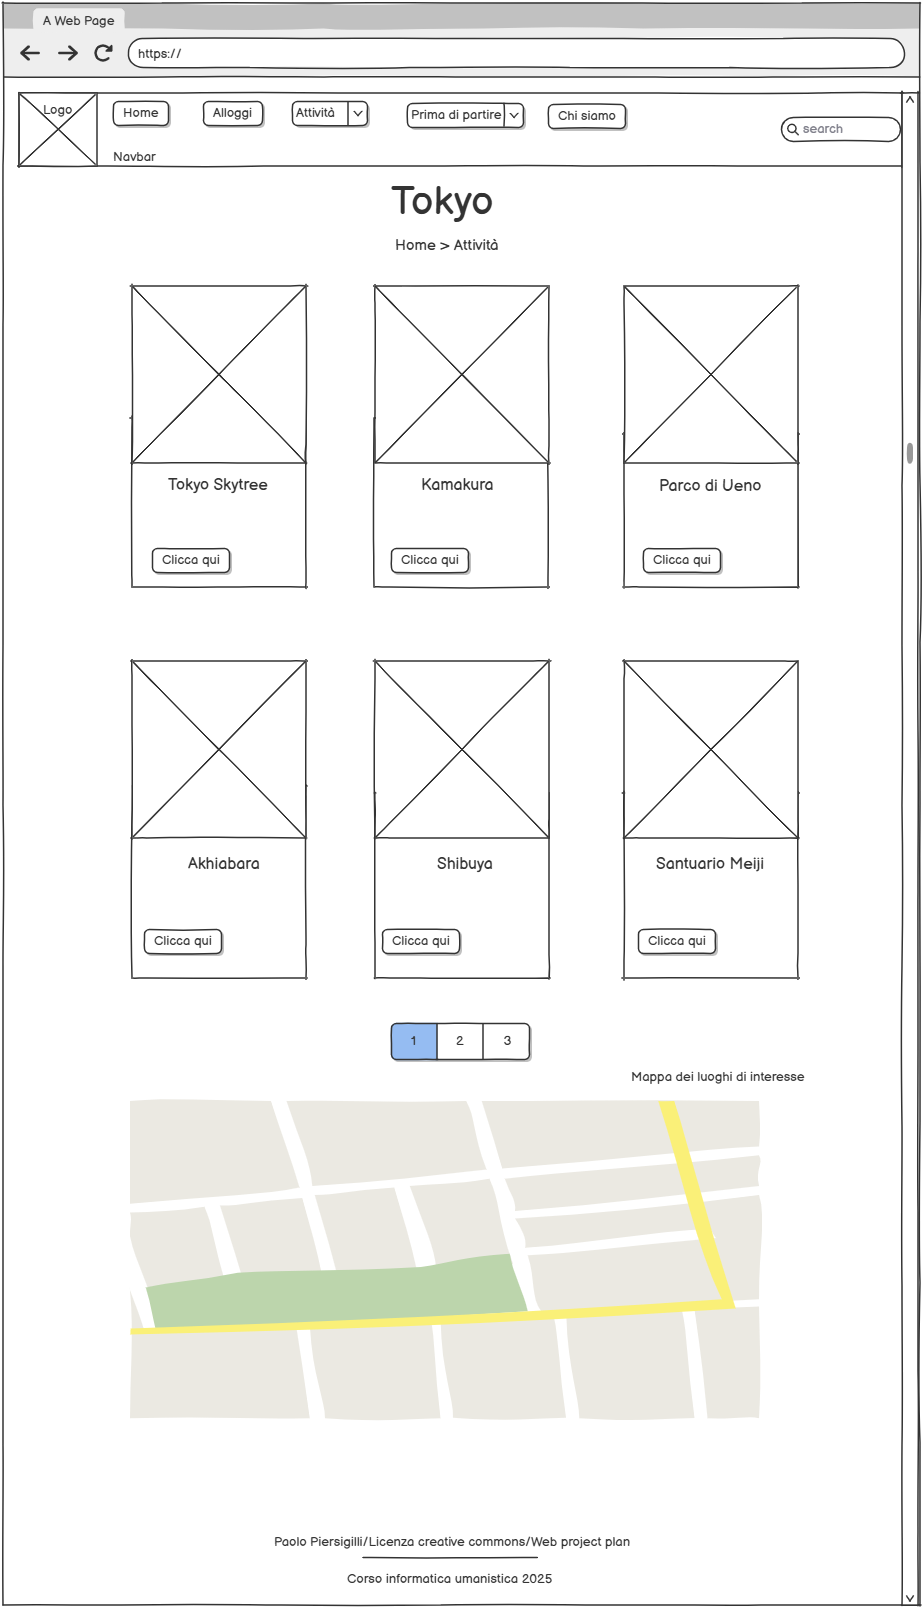 A Web Page
https://
Logo
Home
Alloggi
Attività
Prima di partire
Chi siamo
search
Navbar
Tokyo
Home > Attività
Tokyo Skytree
Kamakura
Parco di Ueno
Clicca qui
Clicca qui
Clicca qui
Akhiabara
Shibuya
Santuario Meiji
Clicca qui
Clicca qui
Clicca qui
1 2 3
Mappa dei luoghi di interesse
Paolo Piersigilli/Licenza creative commons/Web project plan
Corso informatica umanistica 2025